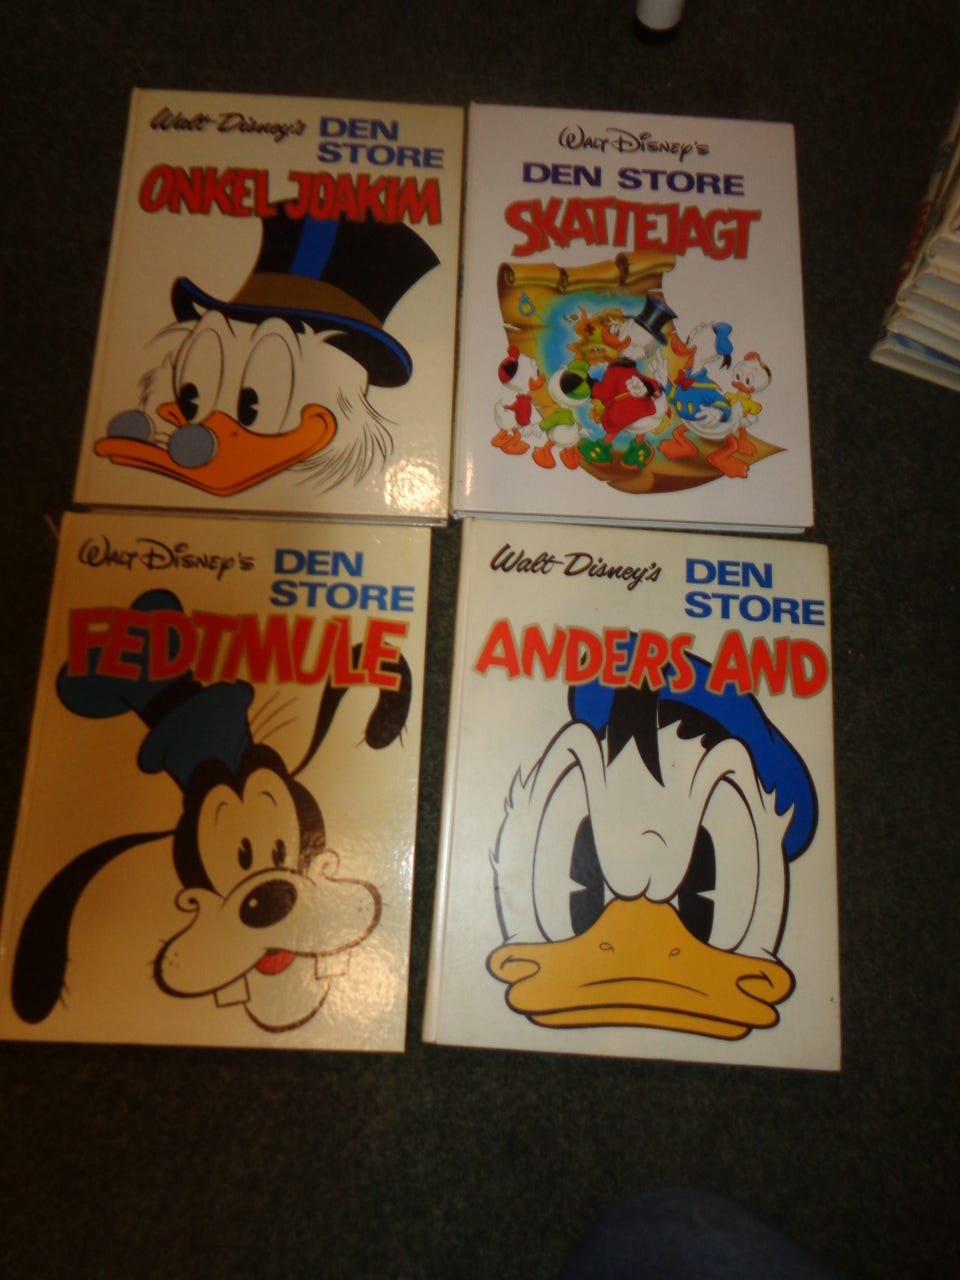 Walt Disney's DEN
STORE
ONKEL JOAKIM
WALT DISNEY'S
DEN STORE
SKATTEJAGT
WALT DISNEY'S DEN
STORE
FEDTMULE
Walt Disney's DEN
STORE
ANDERS AND